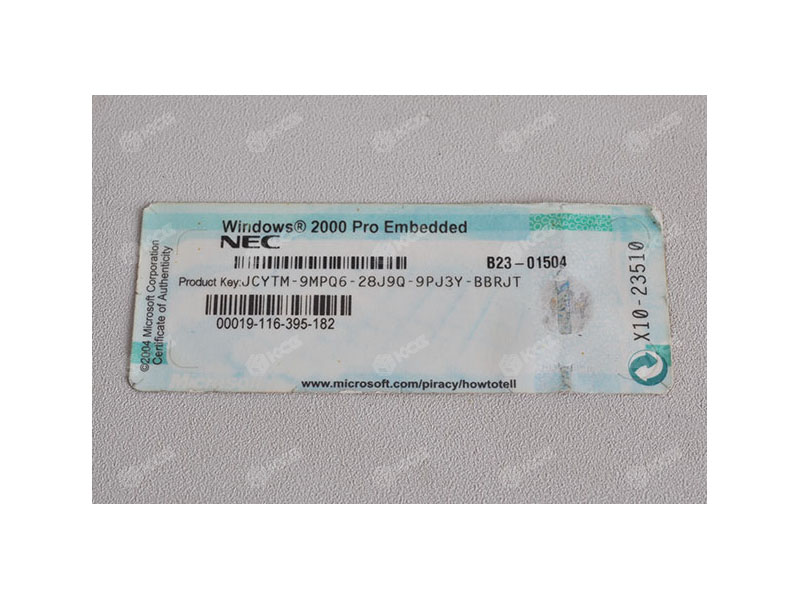 Windows® 2000 Pro Embedded
NEC
B23-01504
Product Key:JCYTM-9MPQ6-28J9Q-9PJ3Y-BBRJT
00019-116-395-182
www.microsoft.com/piracy/howtotell
©2004 Microsoft Corporation
Certificate of Authenticity
X10-23510